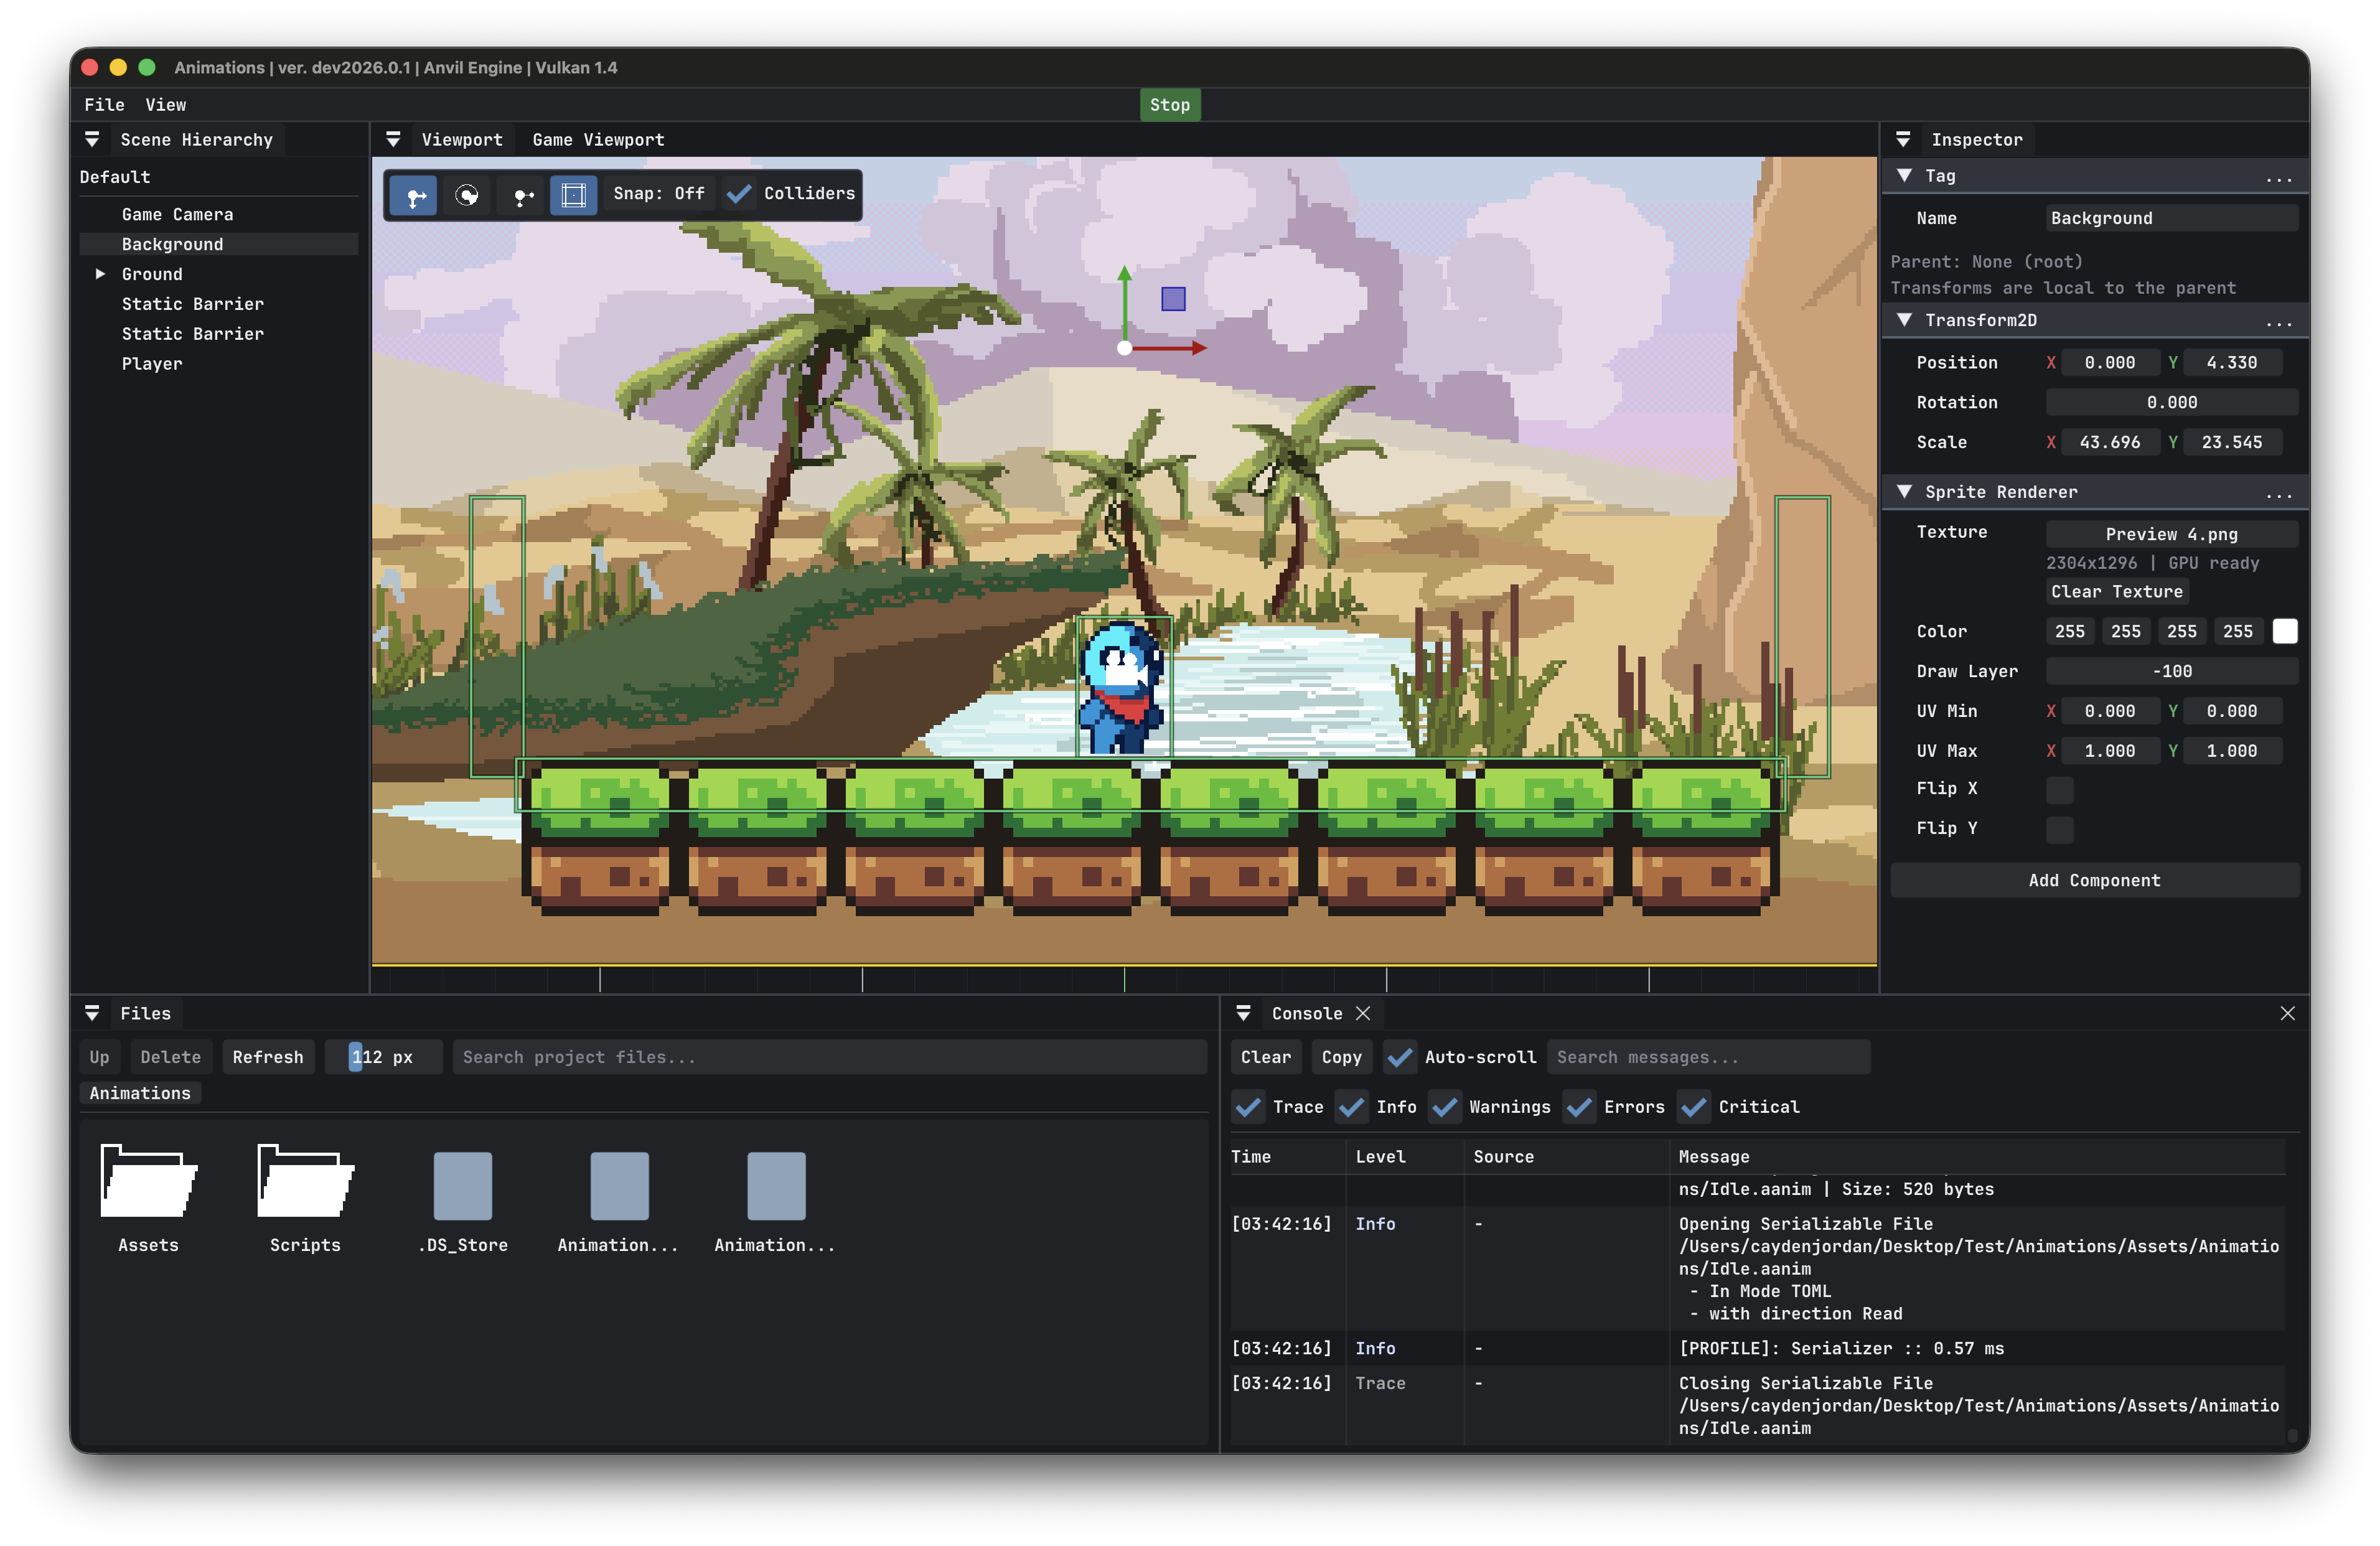 Animations | ver. dev2026.0.1 | Anvil Engine | Vulkan 1.4
File View Stop
Scene Hierarchy
Default
Game Camera
Background
Ground
Static Barrier
Static Barrier
Player
Viewport Game Viewport
Snap: Off Colliders
Inspector
Tag ...
Name Background
Parent: None (root)
Transforms are local to the parent
Transform2D ...
Position X 0.000 Y 4.330
Rotation 0.000
Scale X 43.696 Y 23.545
Sprite Renderer ...
Texture Preview 4.png
2304x1296 | GPU ready
Clear Texture
Color 255 255 255 255
Draw Layer -100
UV Min X 0.000 Y 0.000
UV Max X 1.000 Y 1.000
Flip X
Flip Y
Add Component
Files
Up Delete Refresh 112 px Search project files...
Animations
Assets Scripts .DS_Store Animation... Animation...
Console
Clear Copy Auto-scroll Search messages...
Trace Info Warnings Errors Critical
Time Level Source Message
ns/Idle.aanim | Size: 520 bytes
[03:42:16] Info - Opening Serializable File
/Users/caydenjordan/Desktop/Test/Animations/Assets/Animatio
ns/Idle.aanim
- In Mode TOML
- with direction Read
[03:42:16] Info - [PROFILE]: Serializer :: 0.57 ms
[03:42:16] Trace - Closing Serializable File
/Users/caydenjordan/Desktop/Test/Animations/Assets/Animatio
ns/Idle.aanim